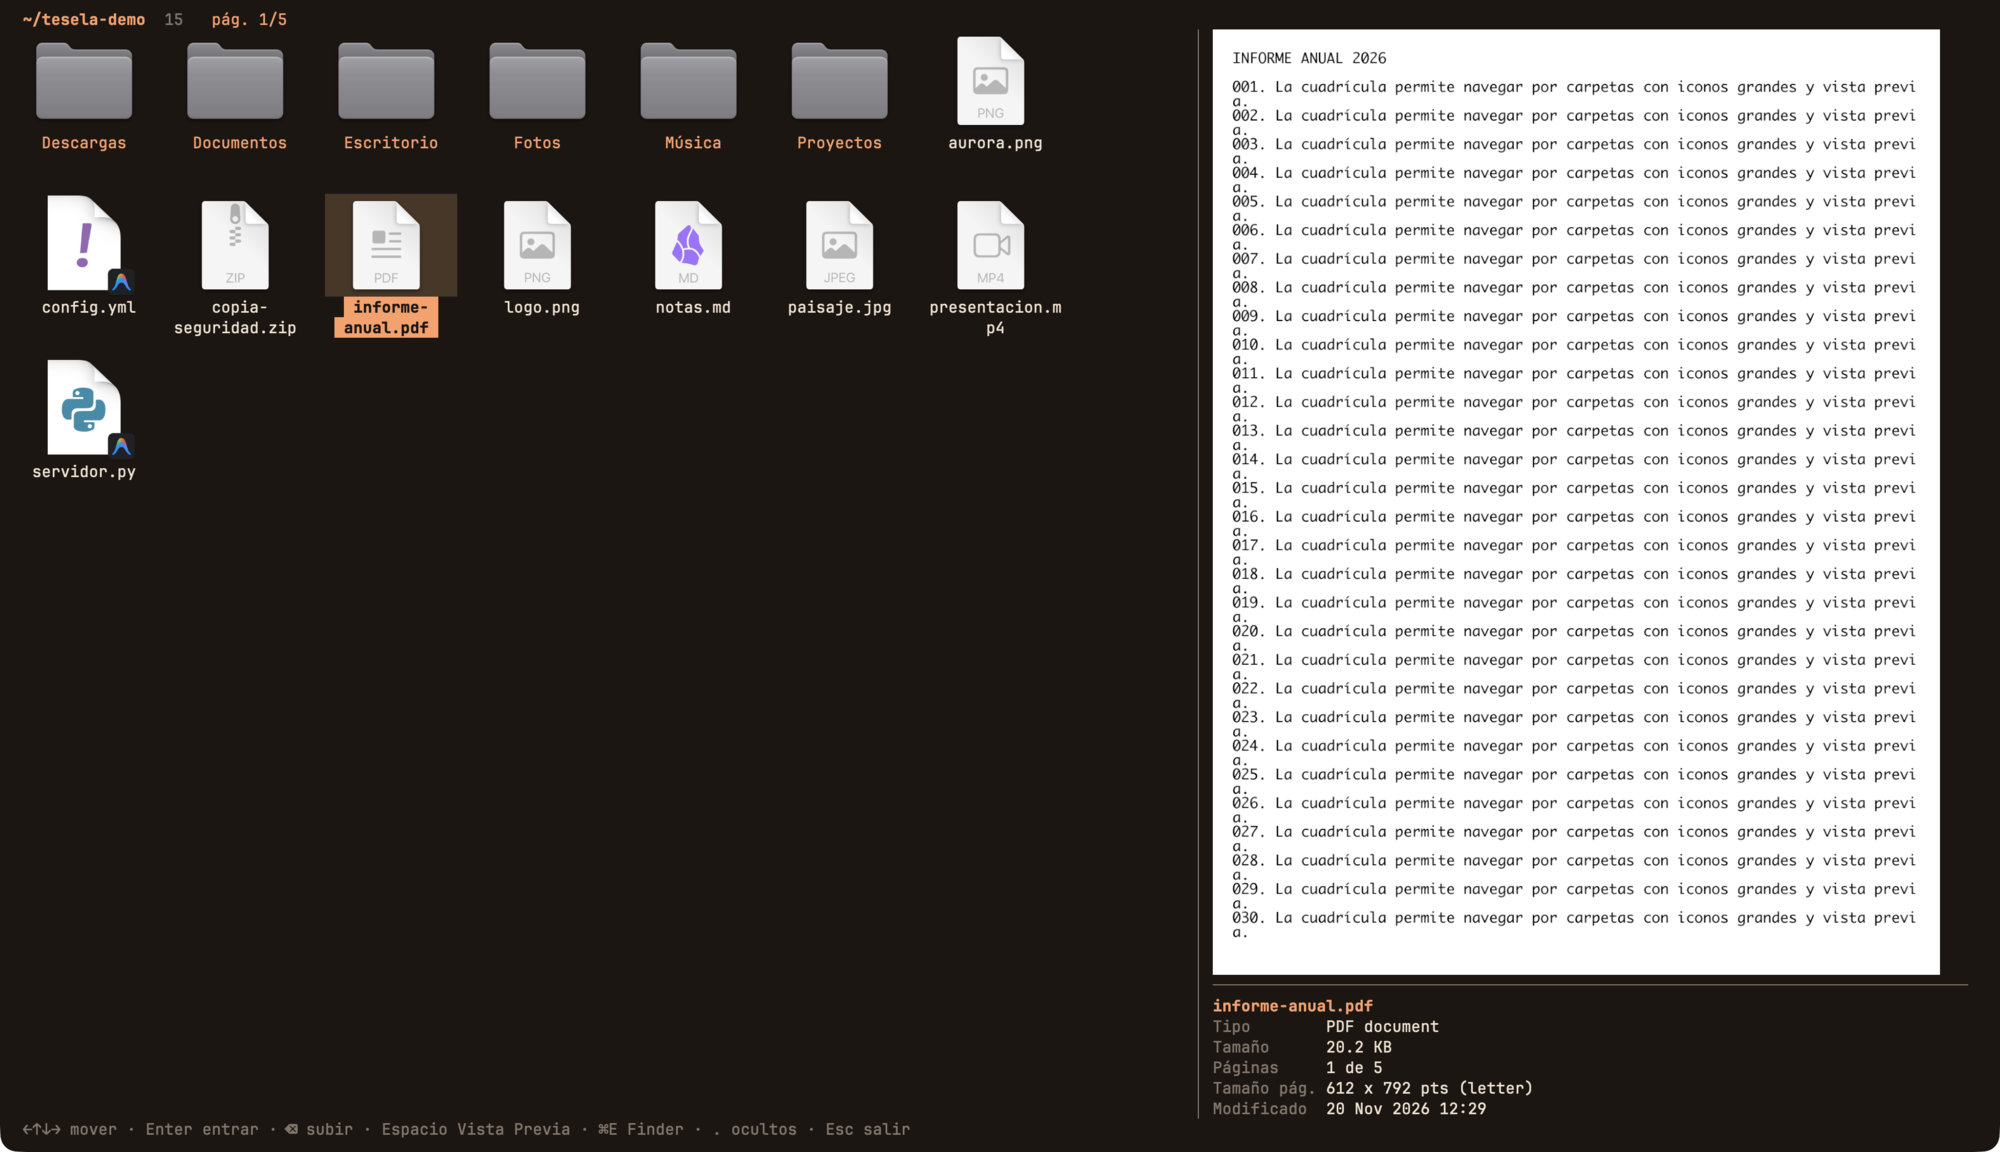 ~/tesela-demo 15 pág. 1/5
Descargas Documentos Escritorio Fotos Música Proyectos PNG aurora.png
! config.yml
ZIP copia-seguridad.zip
PDF informe-anual.pdf
PNG logo.png
MD notas.md
JPEG paisaje.jpg
MP4 presentacion.mp4
servidor.py
INFORME ANUAL 2026
001. La cuadrícula permite navegar por carpetas con iconos grandes y vista previ
a.
002. La cuadrícula permite navegar por carpetas con iconos grandes y vista previ
a.
003. La cuadrícula permite navegar por carpetas con iconos grandes y vista previ
a.
004. La cuadrícula permite navegar por carpetas con iconos grandes y vista previ
a.
005. La cuadrícula permite navegar por carpetas con iconos grandes y vista previ
a.
006. La cuadrícula permite navegar por carpetas con iconos grandes y vista previ
a.
007. La cuadrícula permite navegar por carpetas con iconos grandes y vista previ
a.
008. La cuadrícula permite navegar por carpetas con iconos grandes y vista previ
a.
009. La cuadrícula permite navegar por carpetas con iconos grandes y vista previ
a.
010. La cuadrícula permite navegar por carpetas con iconos grandes y vista previ
a.
011. La cuadrícula permite navegar por carpetas con iconos grandes y vista previ
a.
012. La cuadrícula permite navegar por carpetas con iconos grandes y vista previ
a.
013. La cuadrícula permite navegar por carpetas con iconos grandes y vista previ
a.
014. La cuadrícula permite navegar por carpetas con iconos grandes y vista previ
a.
015. La cuadrícula permite navegar por carpetas con iconos grandes y vista previ
a.
016. La cuadrícula permite navegar por carpetas con iconos grandes y vista previ
a.
017. La cuadrícula permite navegar por carpetas con iconos grandes y vista previ
a.
018. La cuadrícula permite navegar por carpetas con iconos grandes y vista previ
a.
019. La cuadrícula permite navegar por carpetas con iconos grandes y vista previ
a.
020. La cuadrícula permite navegar por carpetas con iconos grandes y vista previ
a.
021. La cuadrícula permite navegar por carpetas con iconos grandes y vista previ
a.
022. La cuadrícula permite navegar por carpetas con iconos grandes y vista previ
a.
023. La cuadrícula permite navegar por carpetas con iconos grandes y vista previ
a.
024. La cuadrícula permite navegar por carpetas con iconos grandes y vista previ
a.
025. La cuadrícula permite navegar por carpetas con iconos grandes y vista previ
a.
026. La cuadrícula permite navegar por carpetas con iconos grandes y vista previ
a.
027. La cuadrícula permite navegar por carpetas con iconos grandes y vista previ
a.
028. La cuadrícula permite navegar por carpetas con iconos grandes y vista previ
a.
029. La cuadrícula permite navegar por carpetas con iconos grandes y vista previ
a.
030. La cuadrícula permite navegar por carpetas con iconos grandes y vista previ
a.
informe-anual.pdf
Tipo PDF document
Tamaño 20.2 KB
Páginas 1 de 5
Tamaño pág. 612 x 792 pts (letter)
Modificado 20 Nov 2026 12:29
←↑↓→ mover · Enter entrar · ⌫ subir · Espacio Vista Previa · ⌘E Finder · . ocultos · Esc salir